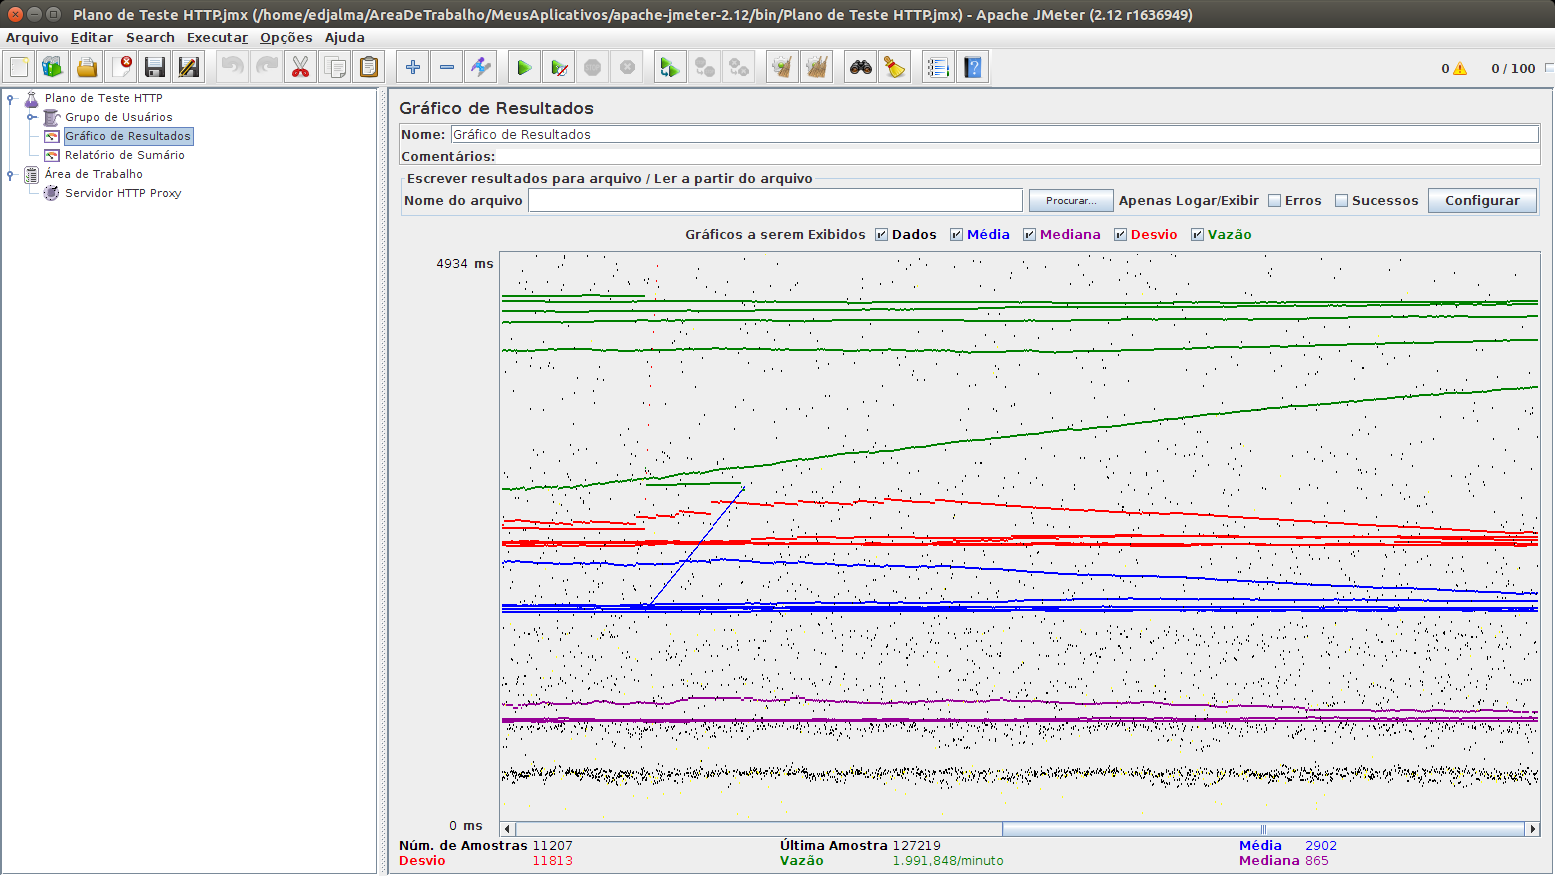 Plano de Teste HTTP.jmx (/home/edjalma/AreaDeTrabalho/MeusAplicativos/apache-jmeter-2.12/bin/Plano de Teste HTTP.jmx) - Apache JMeter (2.12 r1636949)
Arquivo Editar Search Executar Opções Ajuda
0 0 / 100
Plano de Teste HTTP
Grupo de Usuários
Gráfico de Resultados
Relatório de Sumário
Área de Trabalho
Servidor HTTP Proxy
Gráfico de Resultados
Nome: Gráfico de Resultados
Comentários:
Escrever resultados para arquivo / Ler a partir do arquivo
Nome do arquivo Procurar... Apenas Logar/Exibir Erros Sucessos Configurar
Gráficos a serem Exibidos Dados Média Mediana Desvio Vazão
4934 ms
0 ms
Núm. de Amostras 11207 Última Amostra 127219 Média 2902
Desvio 11813 Vazão 1.991,848/minuto Mediana 865